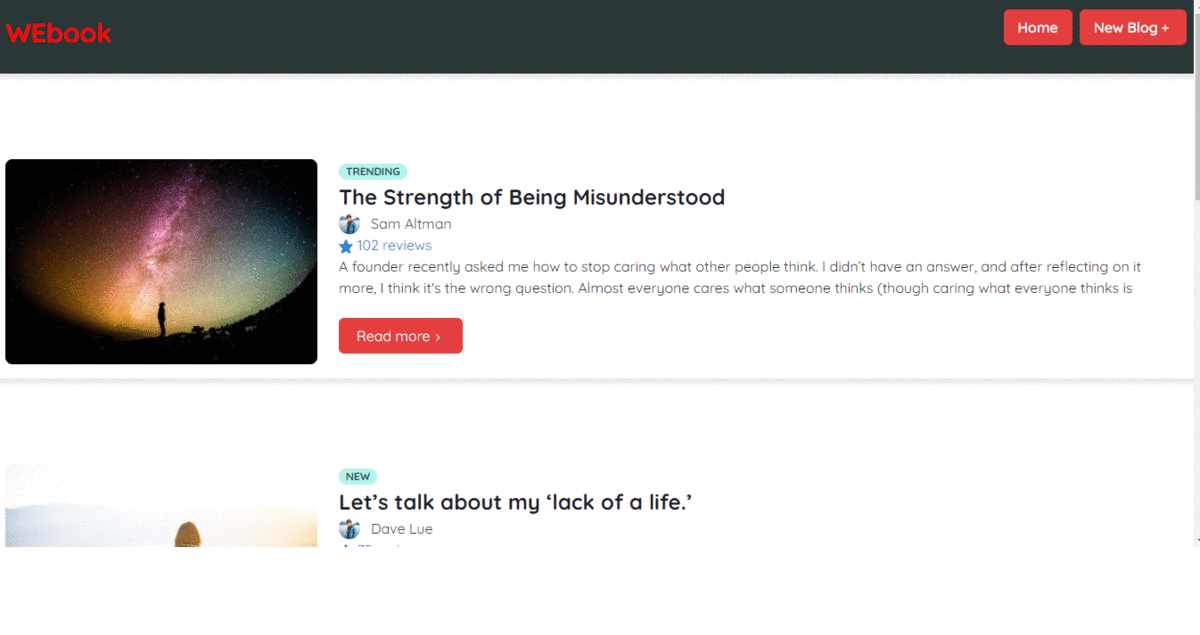 WEbook
Home
New Blog +
TRENDING
The Strength of Being Misunderstood
Sam Altman
102 reviews
A founder recently asked me how to stop caring what other people think. I didn’t have an answer, and after reflecting on it
more, I think it's the wrong question. Almost everyone cares what someone thinks (though caring what everyone thinks is
Read more ›
NEW
Let’s talk about my ‘lack of a life.’
Dave Lue